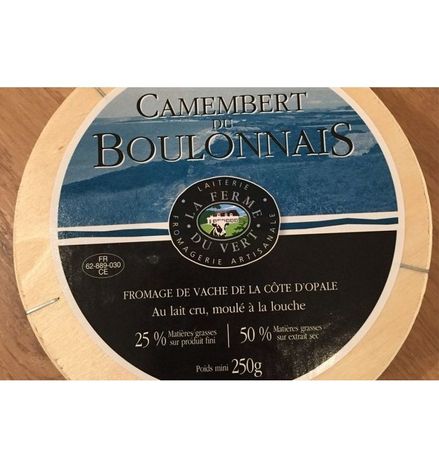 CAMEMBERT
DU
BOULONNAIS
LAITERIE
LA FERME
DU VERT
FROMAGERIE ARTISANALE
FR
62-889-030
CE
FROMAGE DE VACHE DE LA CÔTE D'OPALE
Au lait cru, moulé à la louche
25 % Matières grasses sur produit fini
50 % Matières grasses sur extrait sec
Poids mini 250g